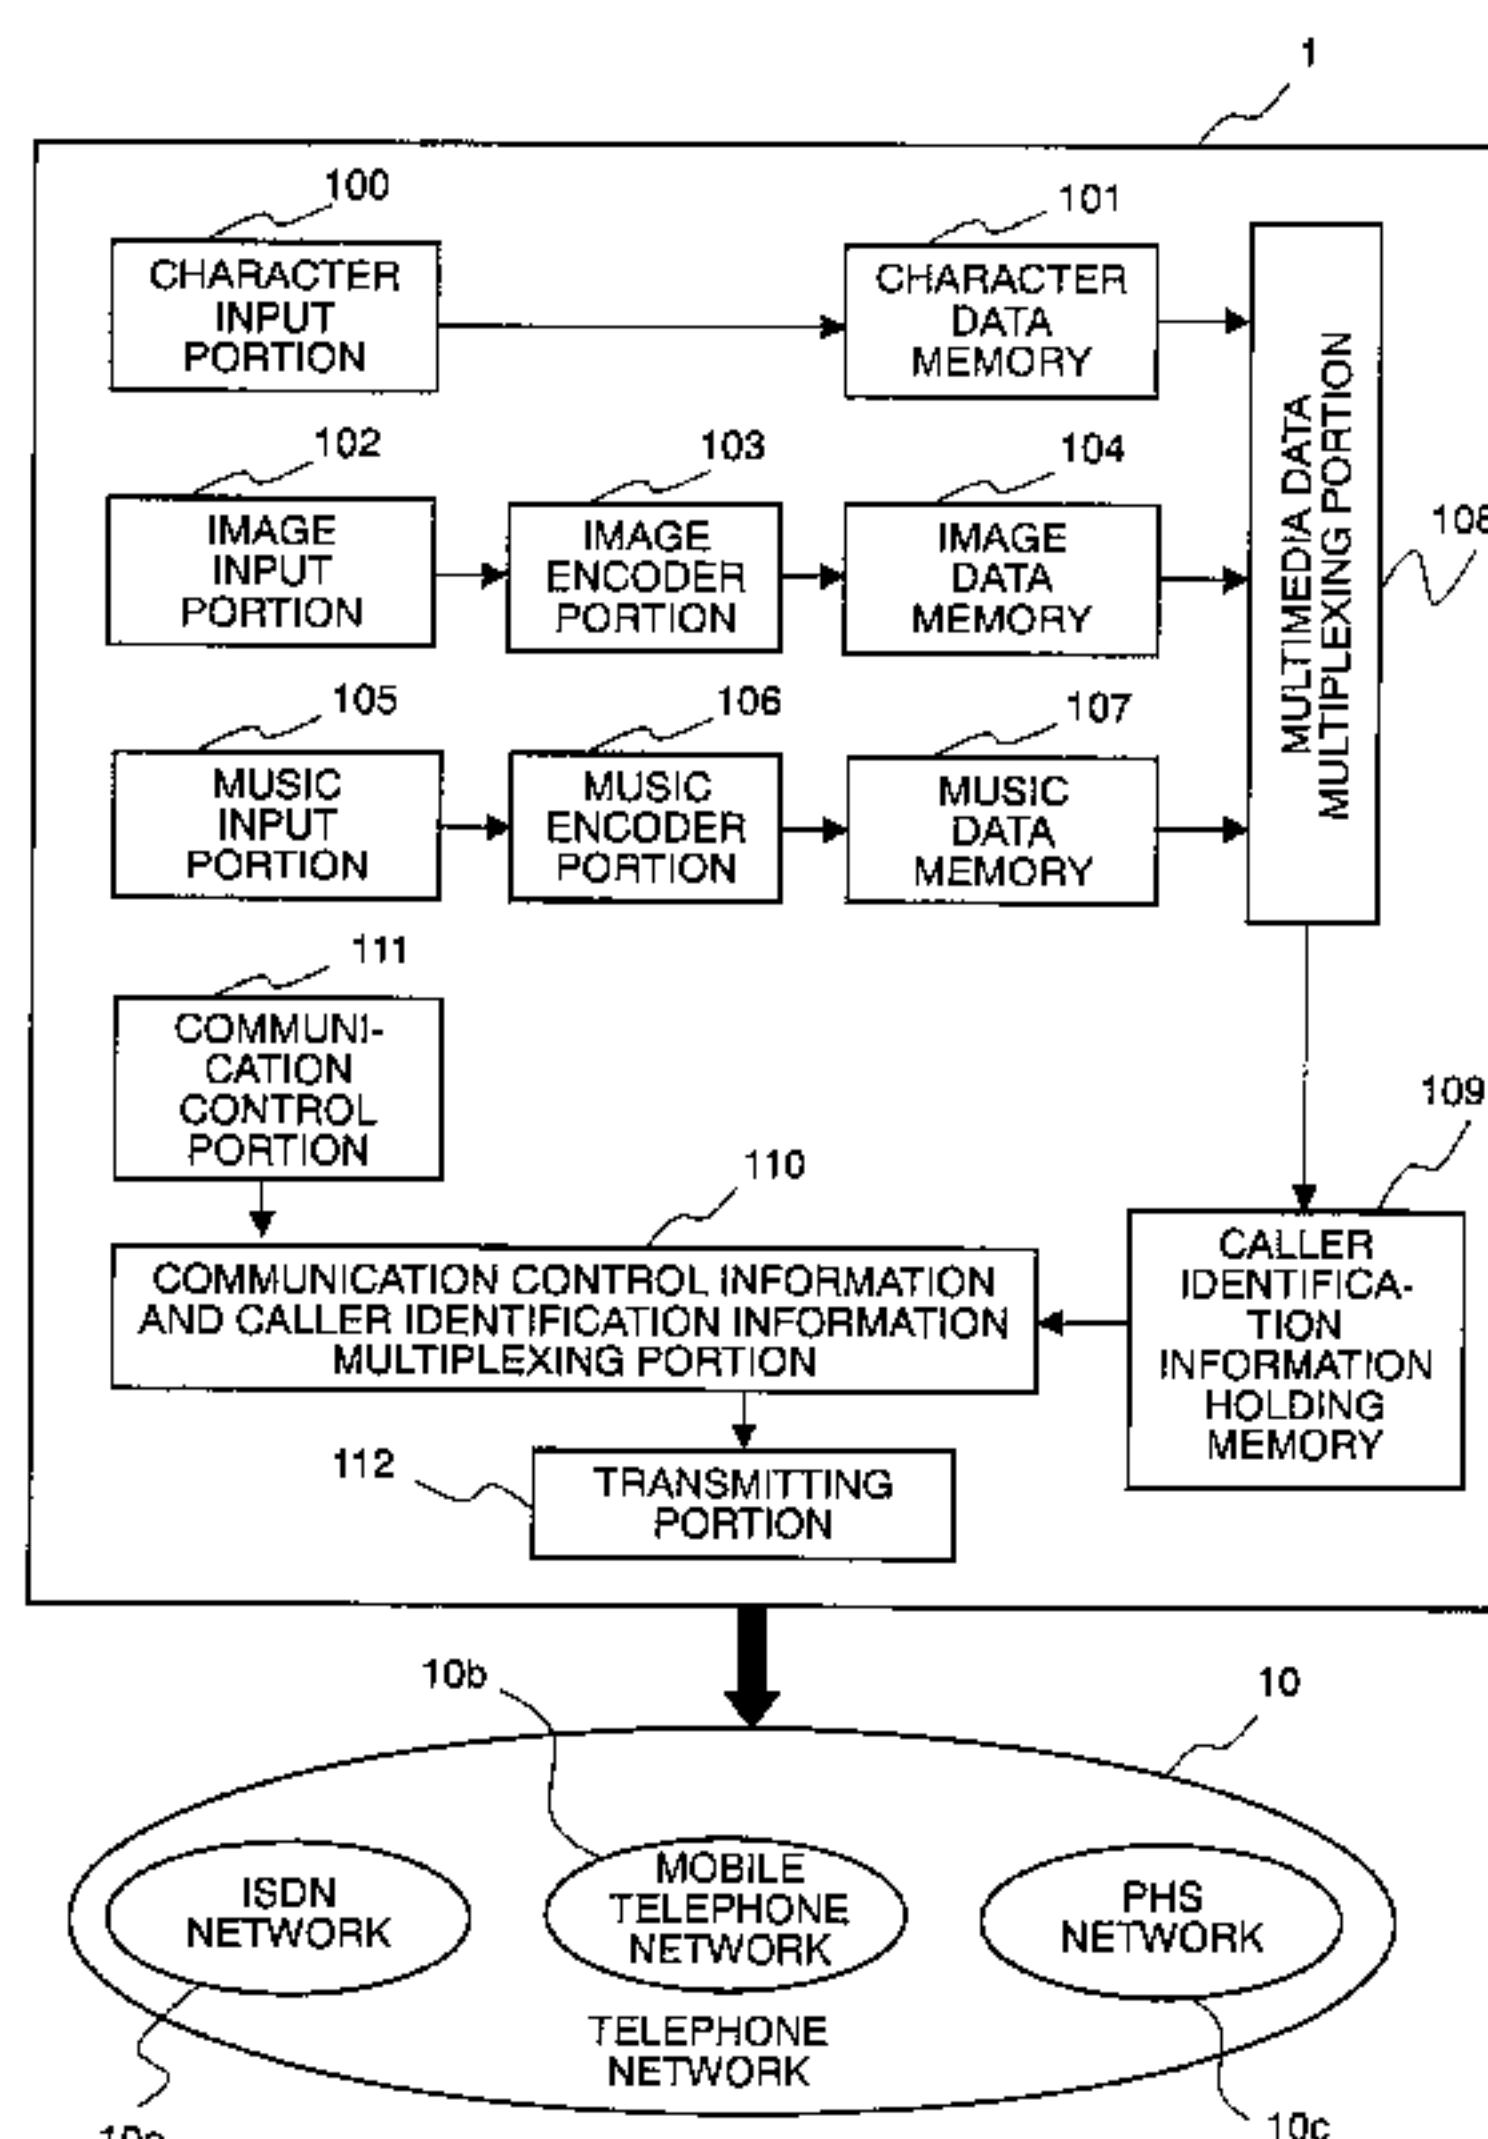 1
100
101
CHARACTER
INPUT
PORTION
CHARACTER
DATA
MEMORY
MULTIMEDIA DATA
MULTIPLEXING PORTION
102
103
104
108
IMAGE
INPUT
PORTION
IMAGE
ENCODER
PORTION
IMAGE
DATA
MEMORY
105
106
107
MUSIC
INPUT
PORTION
MUSIC
ENCODER
PORTION
MUSIC
DATA
MEMORY
111
COMMUNI-
CATION
CONTROL
PORTION
109
110
COMMUNICATION CONTROL INFORMATION
AND CALLER IDENTIFICATION INFORMATION
MULTIPLEXING PORTION
CALLER
IDENTIFICA-
TION
INFORMATION
HOLDING
MEMORY
112
TRANSMITTING
PORTION
10b
10
ISDN
NETWORK
MOBILE
TELEPHONE
NETWORK
PHS
NETWORK
TELEPHONE
NETWORK
10a
10c